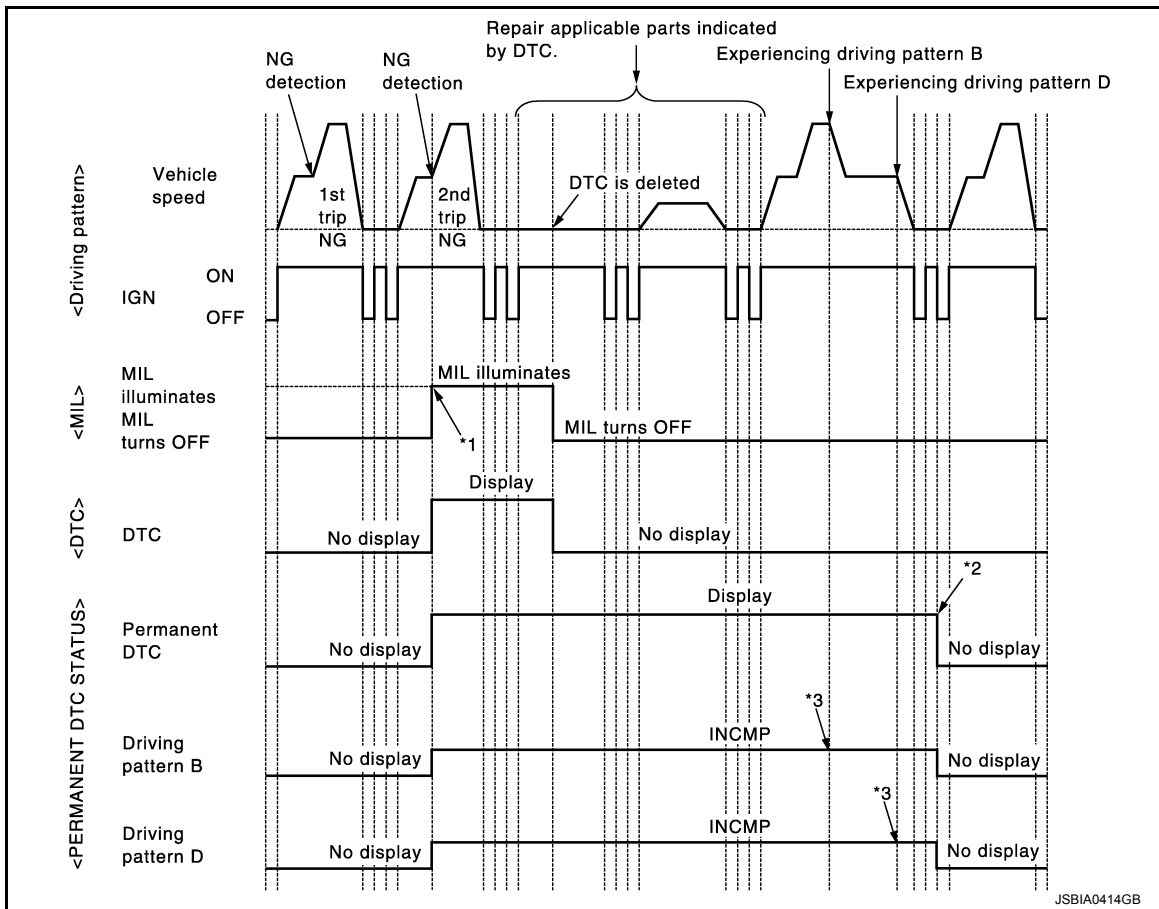 Repair applicable parts indicated
by DTC.
Experiencing driving pattern B
NG
detection
NG
detection
Experiencing driving pattern D
<Driving pattern>
Vehicle
speed
1st
trip
NG
2nd
trip
NG
DTC is deleted
IGN
ON
OFF
<MIL>
MIL
illuminates
MIL
turns OFF
MIL illuminates
*1
MIL turns OFF
<DTC>
DTC
No display
Display
No display
<PERMANENT DTC STATUS>
Permanent
DTC
No display
Display
*2
No display
Driving
pattern B
No display
INCMP
*3
No display
Driving
pattern D
No display
INCMP
*3
No display
JSBIA0414GB